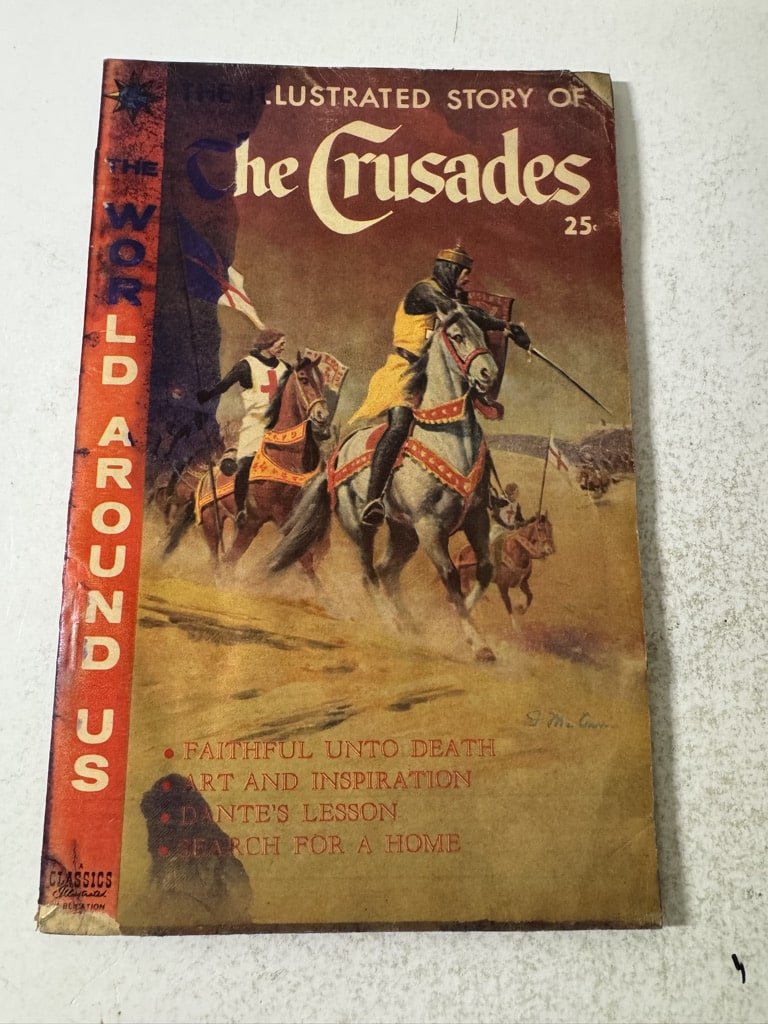 THE ILLUSTRATED STORY OF
The Crusades
25¢
THE WORLD AROUND US
• FAITHFUL UNTO DEATH
• ART AND INSPIRATION
• DANTE'S LESSON
• SEARCH FOR A HOME
A
CLASSICS
Illustrated
PUBLICATION